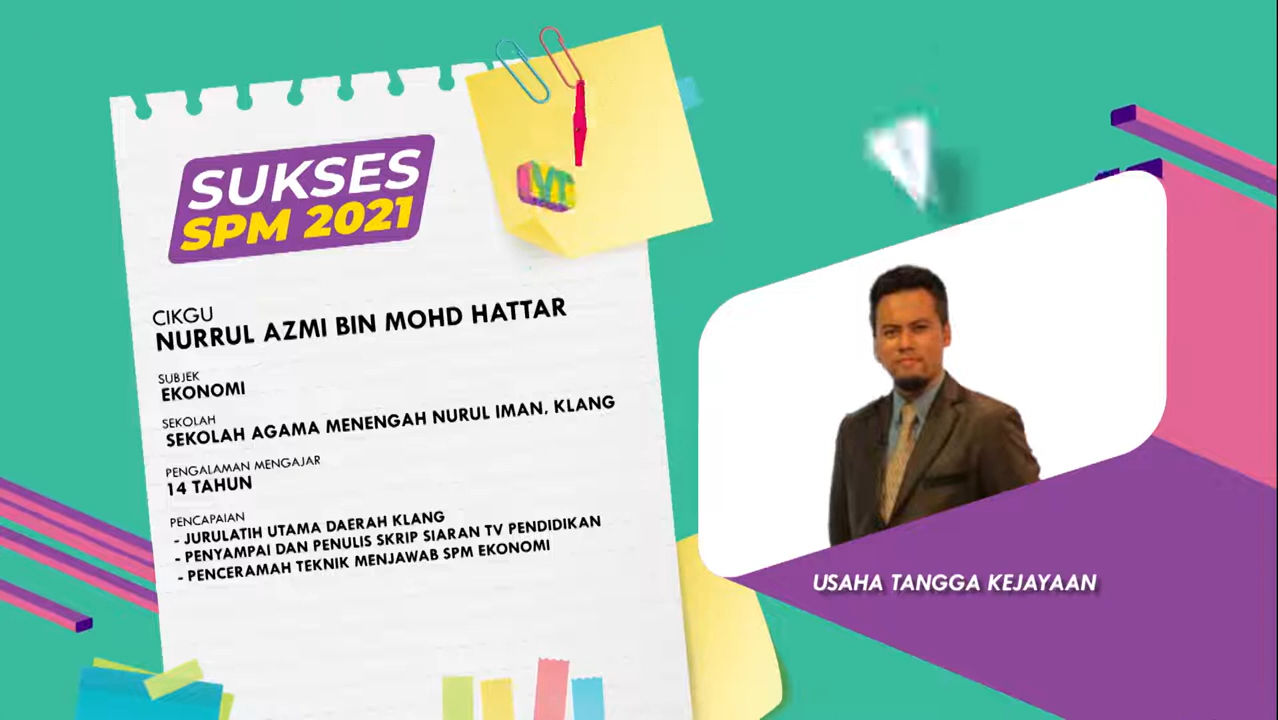 SUKSES
SPM 2021
CIKGU
NURRUL AZMI BIN MOHD HATTAR
SUBJEK
EKONOMI
SEKOLAH
SEKOLAH AGAMA MENENGAH NURUL IMAN, KLANG
PENGALAMAN MENGAJAR
14 TAHUN
PENCAPAIAN
- JURULATIH UTAMA DAERAH KLANG
- PENYAMPAI DAN PENULIS SKRIP SIARAN TV PENDIDIKAN
- PENCERAMAH TEKNIK MENJAWAB SPM EKONOMI
USAHA TANGGA KEJAYAAN